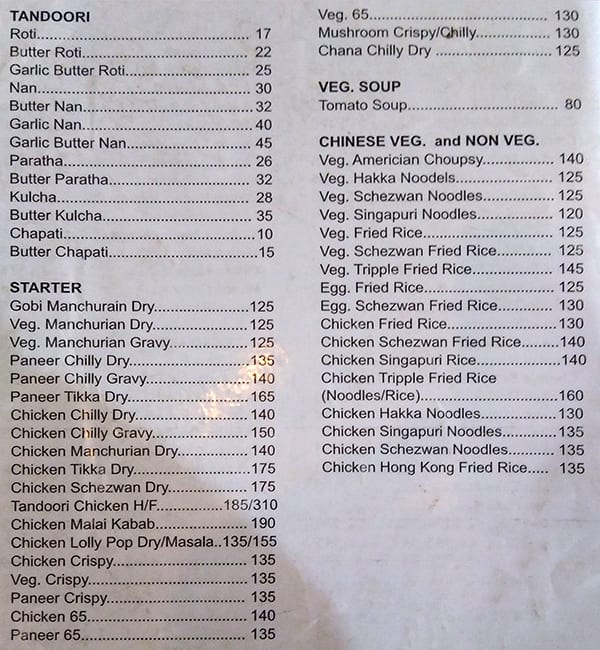 TANDOORI
Roti................................................ 17
Butter Roti...................................... 22
Garlic Butter Roti........................... 25
Nan................................................ 30
Butter Nan...................................... 32
Garlic Nan...................................... 40
Garlic Butter Nan........................... 45
Paratha.......................................... 26
Butter Paratha................................ 32
Kulcha............................................ 28
Butter Kulcha.................................. 35
Chapati............................................10
Butter Chapati..................................15
STARTER
Gobi Manchurain Dry......................125
Veg. Manchurian Dry......................125
Veg. Manchurian Gravy..................125
Paneer Chilly Dry...........................135
Paneer Chilly Gravy.......................140
Paneer Tikka Dry...........................165
Chicken Chilly Dry......................... 140
Chicken Chilly Gravy..................... 150
Chicken Manchurian Dry............... 140
Chicken Tikka Dry......................... 175
Chicken Schezwan Dry................. 175
Tandoori Chicken H/F...............185/310
Chicken Malai Kabab..................... 190
Chicken Lolly Pop Dry/Masala..135/155
Chicken Crispy.............................. 135
Veg. Crispy.................................... 135
Paneer Crispy................................ 135
Chicken 65..................................... 140
Paneer 65...................................... 135
Veg. 65......................................... 130
Mushroom Crispy/Chilly................. 130
Chana Chilly Dry ........................... 125
VEG. SOUP
Tomato Soup.................................. 80
CHINESE VEG. and NON VEG.
Veg. Americian Choupsy................ 140
Veg. Hakka Noodels...................... 125
Veg. Schezwan Noodles................ 125
Veg. Singapuri Noodles................. 120
Veg. Fried Rice.............................. 125
Veg. Schezwan Fried Rice............. 125
Veg. Tripple Fried Rice.................. 145
Egg. Fried Rice.............................. 125
Egg. Schezwan Fried Rice............. 130
Chicken Fried Rice.........................130
Chicken Schezwan Fried Rice........140
Chicken Singapuri Rice...................140
Chicken Tripple Fried Rice
(Noodles/Rice)................................160
Chicken Hakka Noodles................. 130
Chicken Singapuri Noodles............ 135
Chicken Schezwan Noodles.......... 135
Chicken Hong Kong Fried Rice..... 135